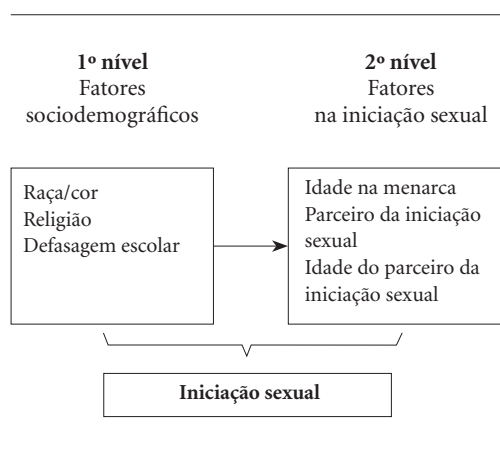 1º nível
Fatores
sociodemográficos
2º nível
Fatores
na iniciação sexual
Raça/cor
Religião
Defasagem escolar
Idade na menarca
Parceiro da iniciação
sexual
Idade do parceiro da
iniciação sexual
Iniciação sexual